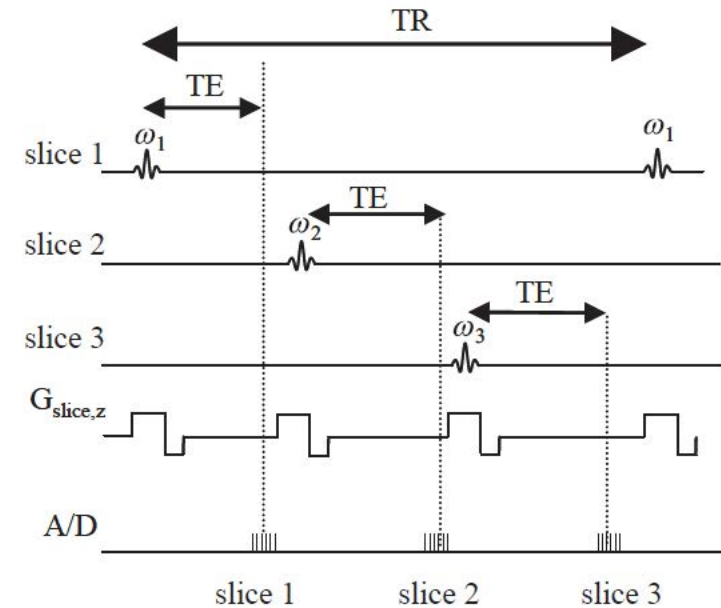 TR
TE
ω1 ω1
slice 1
TE
slice 2 ω2
TE
slice 3 ω3
Gslice,z
A/D
slice 1 slice 2 slice 3